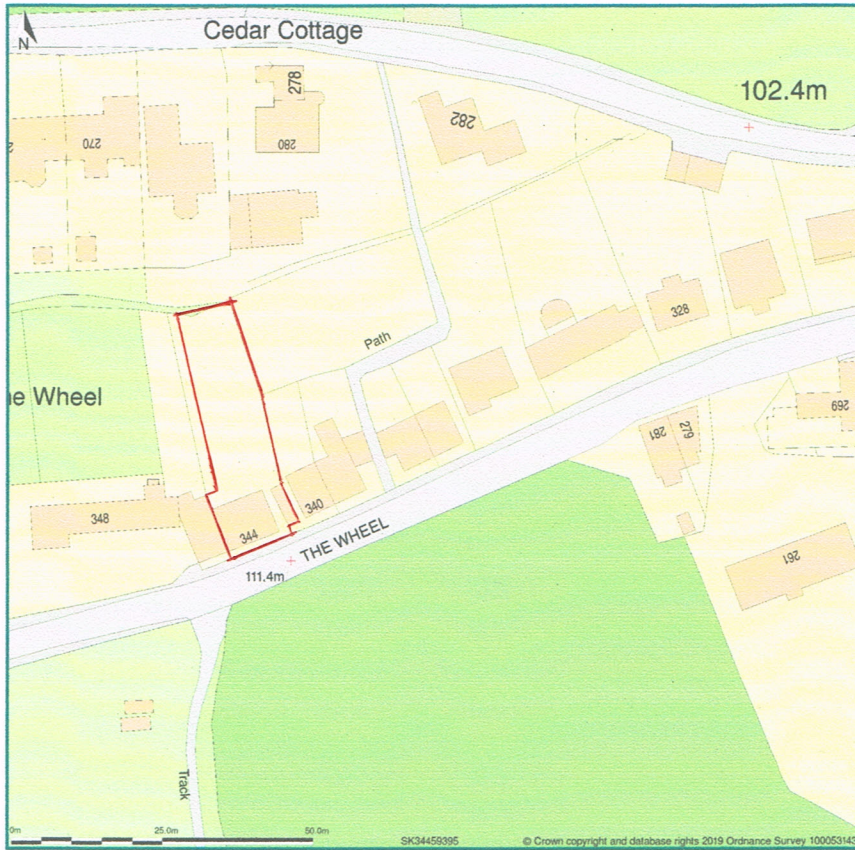 N
Cedar Cottage
278
102.4m
282
270
280
328
Path
he Wheel
269
281
279
348
340
344
THE WHEEL
111.4m
261
Track
0m
25.0m
50.0m
SK34459395
© Crown copyright and database rights 2019 Ordnance Survey 100053143